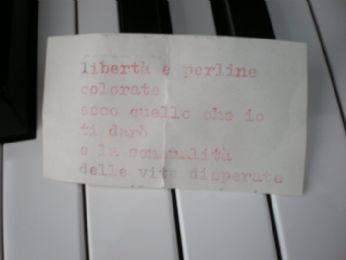 libertà e perline
colorate
ecco quello che io
ti darò
e la sensualità
delle vite disperate